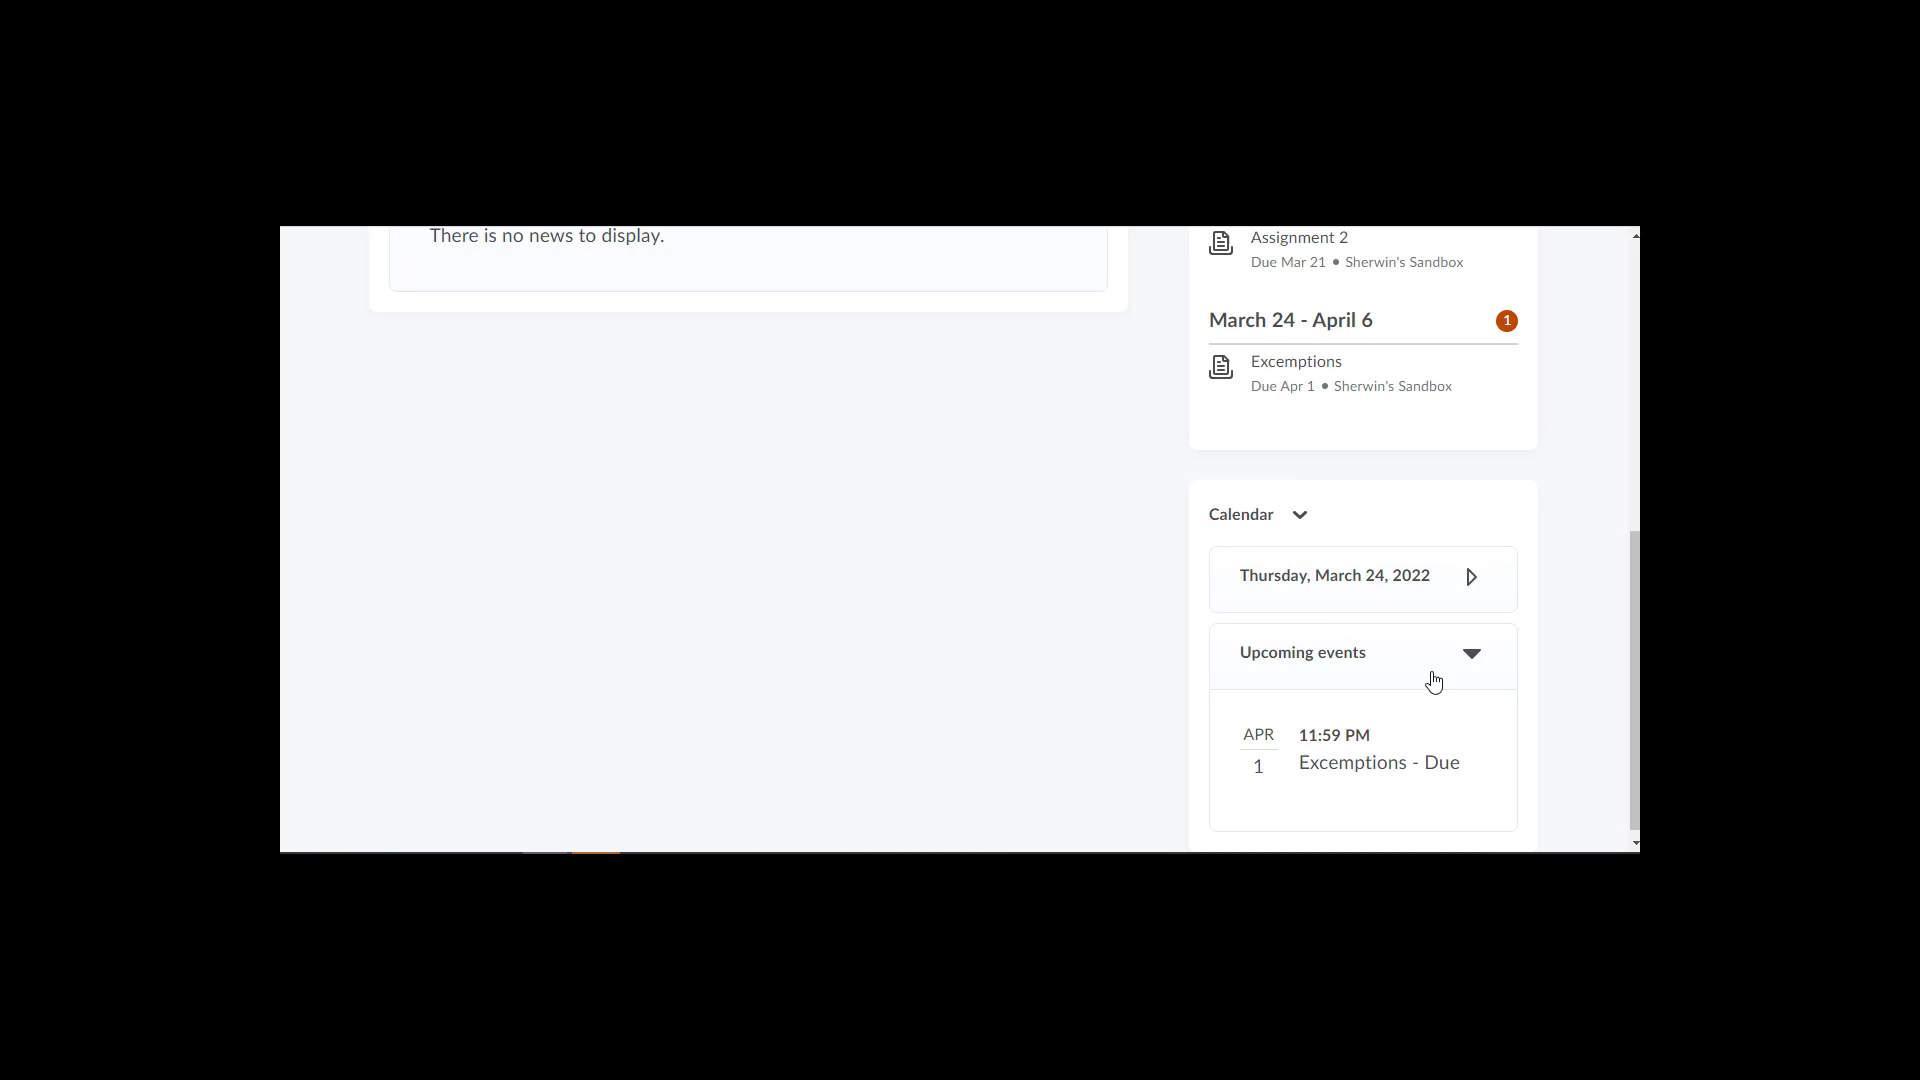 There is no news to display.
Assignment 2
Due Mar 21 • Sherwin's Sandbox
March 24 - April 6
1
Excemptions
Due Apr 1 • Sherwin's Sandbox
Calendar
Thursday, March 24, 2022
Upcoming events
APR
1
11:59 PM
Excemptions - Due